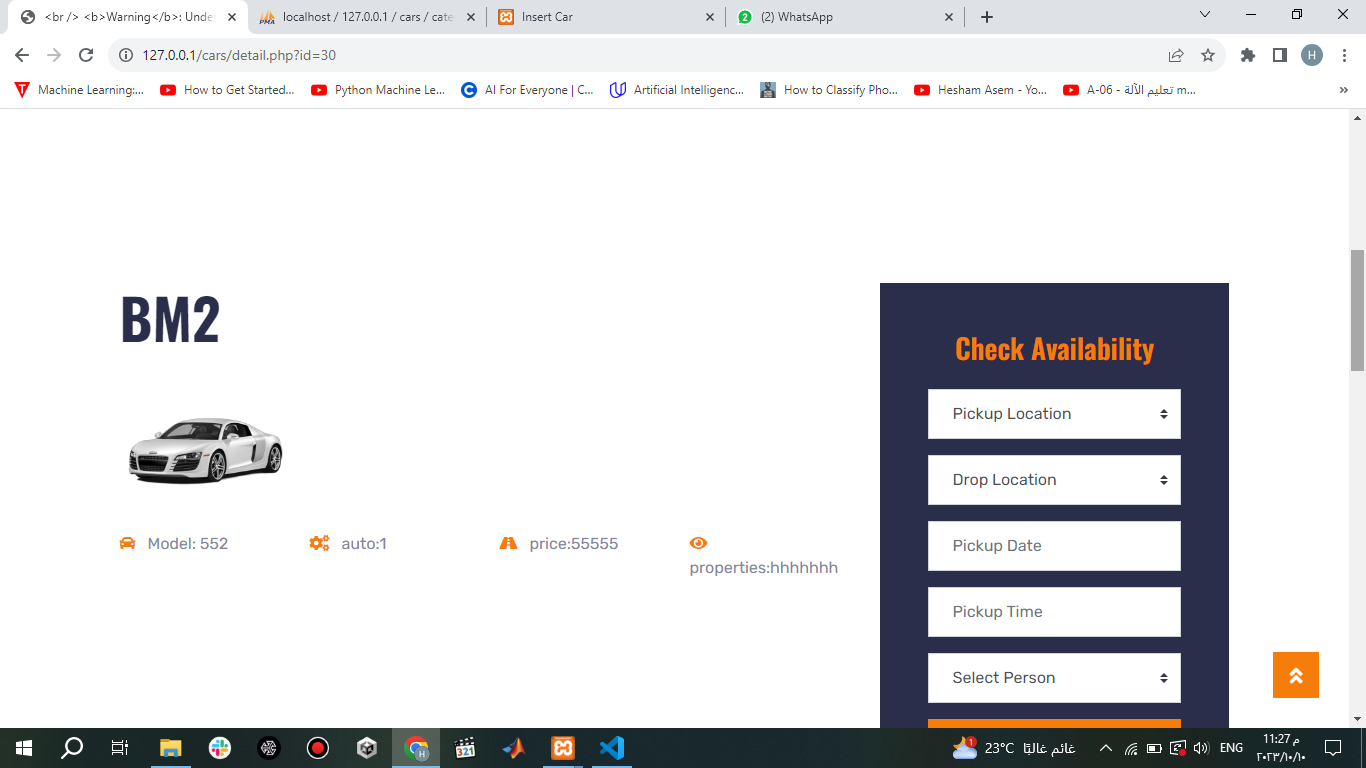 <br /> <b>Warning</b>: Unde
localhost / 127.0.0.1 / cars / cate
Insert Car
(2) WhatsApp
127.0.0.1/cars/detail.php?id=30
H
Machine Learning:...
How to Get Started...
Python Machine Le...
AI For Everyone | C...
Artificial Intelligenc...
How to Classify Pho...
Hesham Asem - Yo...
A-06 - تعليم الآلة m...
BM2
Check Availability
Pickup Location
Drop Location
Pickup Date
Pickup Time
Select Person
Model: 552
auto:1
price:55555
properties:hhhhhhh
321
1
23°C
غائم غالبًا
ENG
11:27 م
٢٠٢٣/١٠/١٠